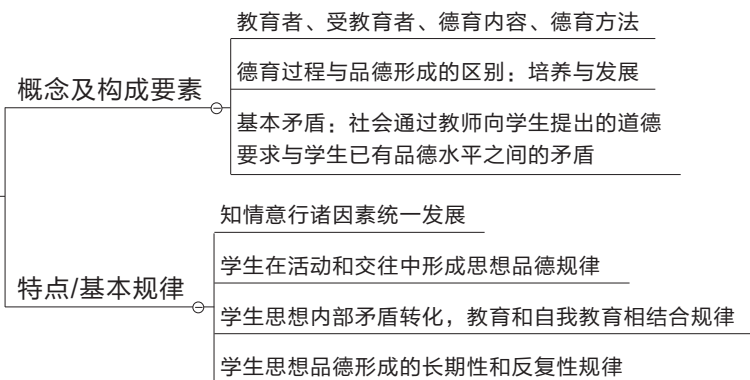 教育者、受教育者、德育内容、德育方法
概念及构成要素
德育过程与品德形成的区别：培养与发展
基本矛盾：社会通过教师向学生提出的道德
要求与学生已有品德水平之间的矛盾
知情意行诸因素统一发展
学生在活动和交往中形成思想品德规律
特点/基本规律
学生思想内部矛盾转化，教育和自我教育相结合规律
学生思想品德形成的长期性和反复性规律